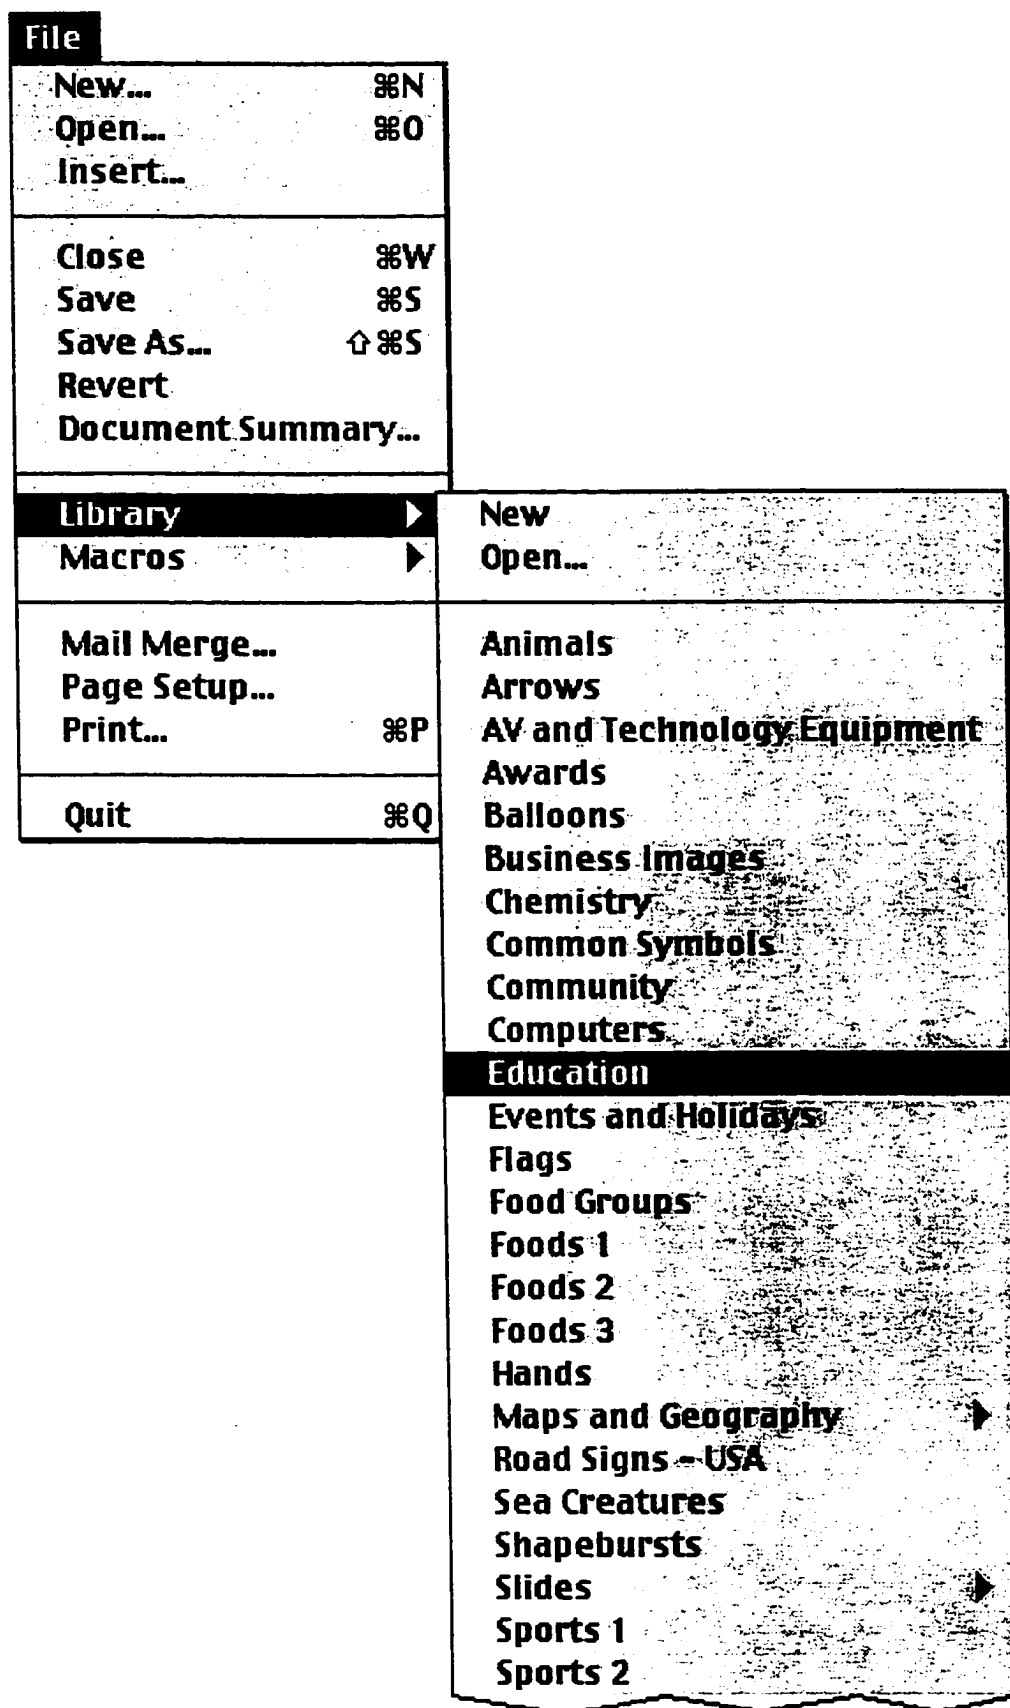 File
New... ⌘N
Open... ⌘O
Insert...
Close ⌘W
Save ⌘S
Save As... ⇧⌘S
Revert
Document Summary...
Library
Macros
Mail Merge...
Page Setup...
Print... ⌘P
Quit ⌘Q
New
Open...
Animals
Arrows
AV and Technology Equipment
Awards
Balloons
Business Images
Chemistry
Common Symbols
Community
Computers
Education
Events and Holidays
Flags
Food Groups
Foods 1
Foods 2
Foods 3
Hands
Maps and Geography
Road Signs - USA
Sea Creatures
Shapebursts
Slides
Sports 1
Sports 2